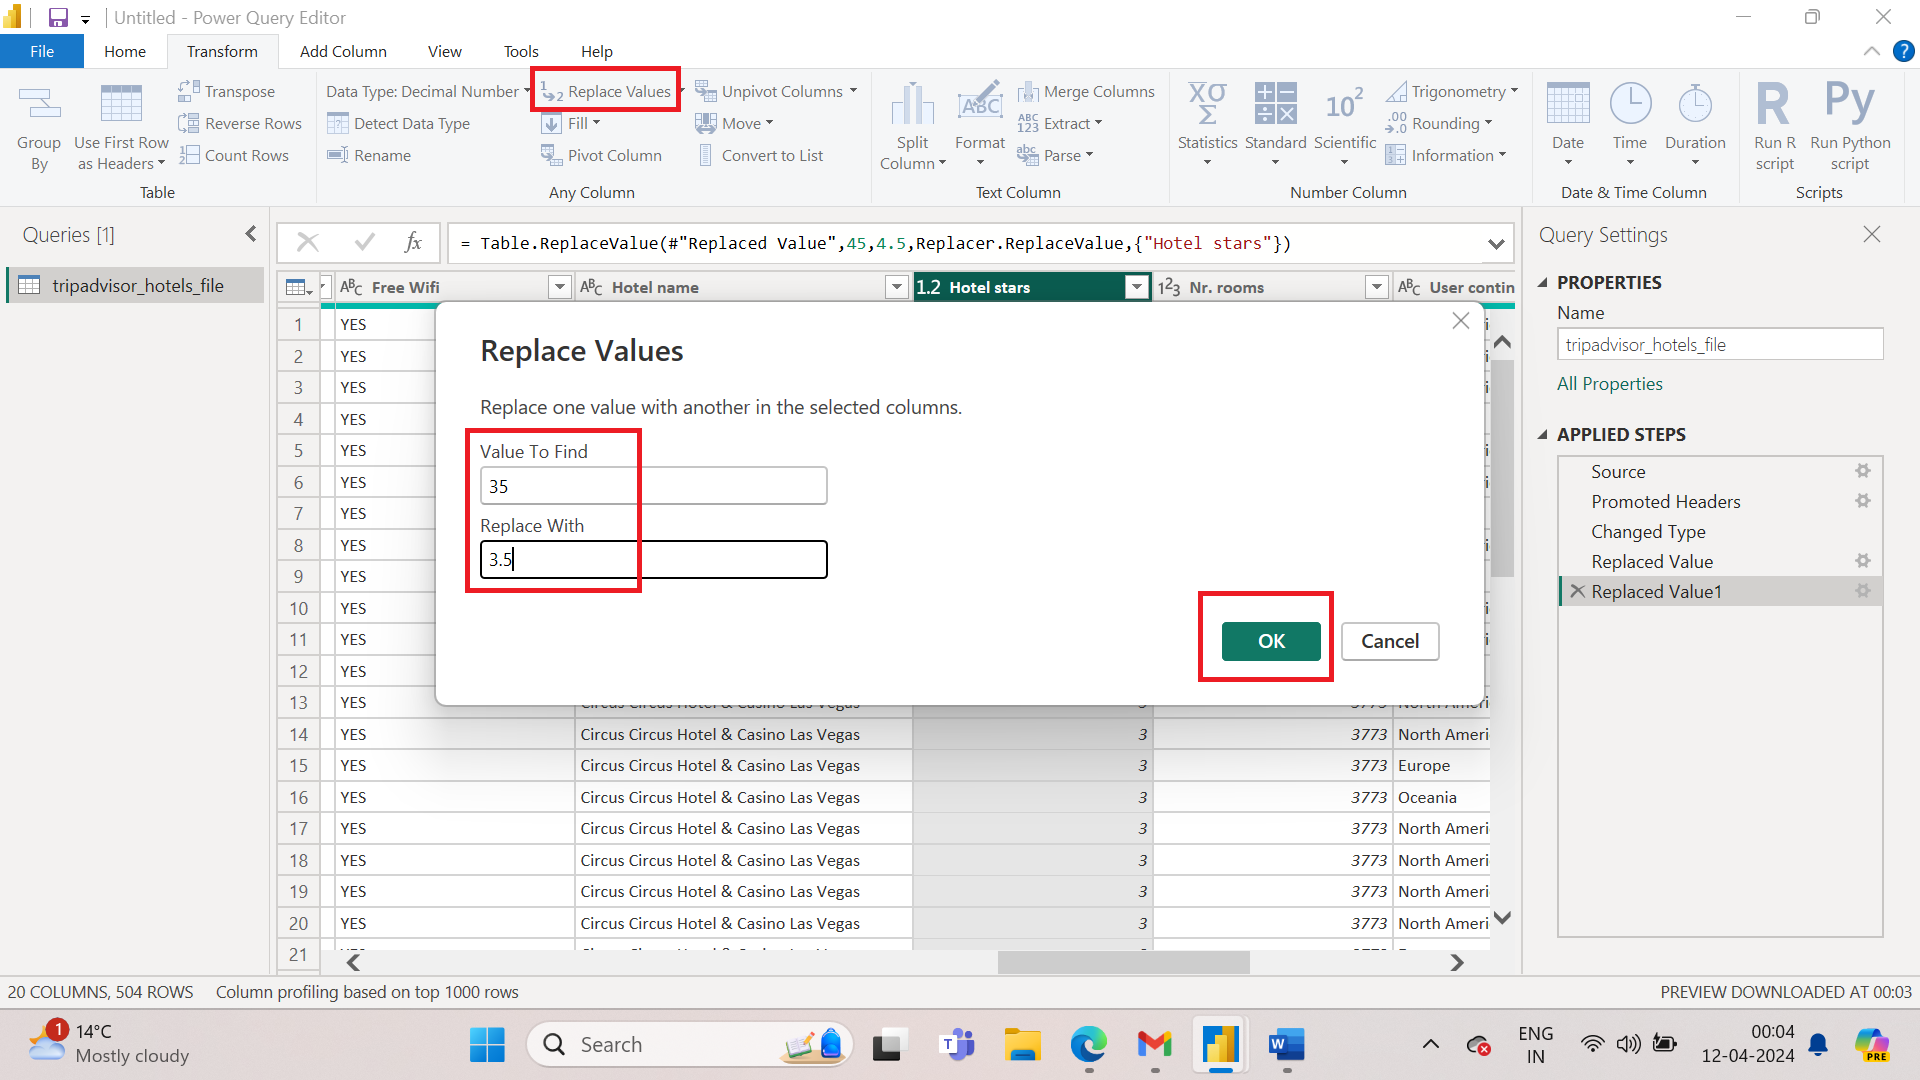 Untitled - Power Query Editor
File Home Transform Add Column View Tools Help
Group By
Use First Row as Headers
Transpose
Reverse Rows
Count Rows
Table
Data Type: Decimal Number
Detect Data Type
Rename
Replace Values
Fill
Pivot Column
Unpivot Columns
Move
Convert to List
Any Column
Split Column
Format
Merge Columns
Extract
Parse
Text Column
Statistics
Standard
Scientific
Trigonometry
Rounding
Information
Number Column
Date
Time
Duration
Date & Time Column
Run R script
Run Python script
Scripts
Queries [1]
tripadvisor_hotels_file
= Table.ReplaceValue(#"Replaced Value",45,4.5,Replacer.ReplaceValue,{"Hotel stars"})
Free Wifi Hotel name 1.2 Hotel stars Nr. rooms User contin
1 YES
2 YES
3 YES
4 YES
5 YES
6 YES
7 YES
8 YES
9 YES
10 YES
11 YES
12 YES
13 YES
14 YES Circus Circus Hotel & Casino Las Vegas 3 3773 North Ameri
15 YES Circus Circus Hotel & Casino Las Vegas 3 3773 Europe
16 YES Circus Circus Hotel & Casino Las Vegas 3 3773 Oceania
17 YES Circus Circus Hotel & Casino Las Vegas 3 3773 North Ameri
18 YES Circus Circus Hotel & Casino Las Vegas 3 3773 North Ameri
19 YES Circus Circus Hotel & Casino Las Vegas 3 3773 North Ameri
20 YES Circus Circus Hotel & Casino Las Vegas 3 3773 North Ameri
21
Replace Values
Replace one value with another in the selected columns.
Value To Find
35
Replace With
3.5
OK Cancel
Query Settings
PROPERTIES
Name
tripadvisor_hotels_file
All Properties
APPLIED STEPS
Source
Promoted Headers
Changed Type
Replaced Value
Replaced Value1
20 COLUMNS, 504 ROWS Column profiling based on top 1000 rows
PREVIEW DOWNLOADED AT 00:03
1 14°C
Mostly cloudy
Search
ENG
IN
00:04
12-04-2024
PRE